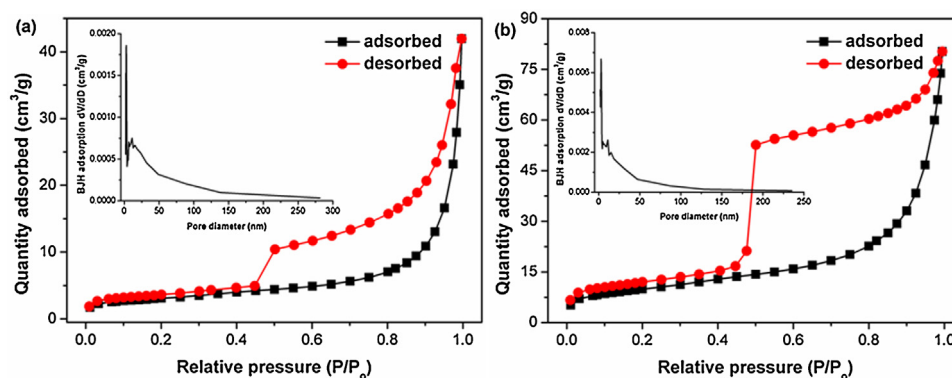 (a)
adsorbed
desorbed
Quantity adsorbed (cm³/g)
40
30
20
10
0
0.0 0.2 0.4 0.6 0.8 1.0
Relative pressure (P/P₀)
BJH adsorption dV/dD (cm³/g)
0.0020
0.0015
0.0010
0.0005
0.0000
0 50 100 150 200 250 300
Pore diameter (nm)
(b)
adsorbed
desorbed
Quantity adsorbed (cm³/g)
90
75
60
45
30
15
0
0.0 0.2 0.4 0.6 0.8 1.0
Relative pressure (P/P₀)
BJH adsorption dV/dD (cm³/g)
0.008
0.006
0.004
0.002
0.000
0 50 100 150 200 250
Pore diameter (nm)